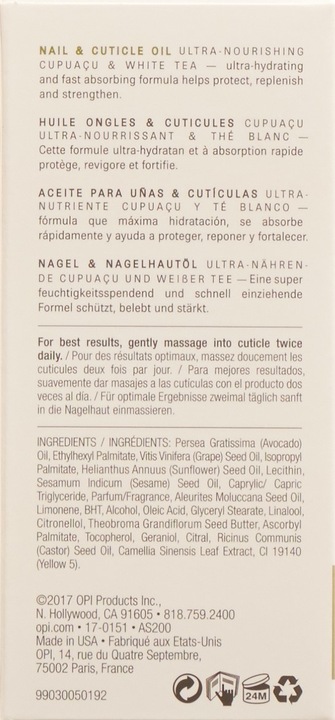 NAIL & CUTICLE OIL ULTRA-NOURISHING
CUPUAÇU & WHITE TEA — ultra-hydrating
and fast absorbing formula helps protect, replenish
and strengthen.
HUILE ONGLES & CUTICULES CUPUAÇU
ULTRA-NOURRISSANT & THÉ BLANC —
Cette formule ultra-hydratan et à absorption rapide
protège, revigore et fortifie.
ACEITE PARA UÑAS & CUTÍCULAS ULTRA-
NUTRIENTE CUPUAÇU Y TÉ BLANCO —
fórmula que máxima hidratación, se absorbe
rápidamente y ayuda a proteger, reponer y fortalecer.
NAGEL & NAGELHAUTÖL ULTRA-NÄHREN-
DE CUPUAÇU UND WEIßER TEE — Eine super
feuchtigkeitsspendend und schnell einziehende
Formel schützt, belebt und stärkt.
For best results, gently massage into cuticle twice
daily. / Pour des résultats optimaux, massez doucement les
cuticules deux fois par jour. / Para mejores resultados,
suavemente dar masajes a las cutículas con el producto dos
veces al día. / Für optimale Ergebnisse zweimal täglich sanft
in die Nagelhaut einmassieren.
INGREDIENTS / INGRÉDIENTS: Persea Gratissima (Avocado)
Oil, Ethylhexyl Palmitate, Vitis Vinifera (Grape) Seed Oil, Isopropyl
Palmitate, Helianthus Annuus (Sunflower) Seed Oil, Lecithin,
Sesamum Indicum (Sesame) Seed Oil, Caprylic/ Capric
Triglyceride, Parfum/Fragrance, Aleurites Moluccana Seed Oil,
Limonene, BHT, Alcohol, Oleic Acid, Glyceryl Stearate, Linalool,
Citronellol, Theobroma Grandiflorum Seed Butter, Ascorbyl
Palmitate, Tocopherol, Geraniol, Citral, Ricinus Communis
(Castor) Seed Oil, Camellia Sinensis Leaf Extract, CI 19140
(Yellow 5).
©2017 OPI Products Inc.,
N. Hollywood, CA 91605 • 818.759.2400
opi.com • 17-0151 • AS200
Made in USA • Fabriqué aux Etats-Unis
OPI, 14, rue du Quatre Septembre,
75002 Paris, France
99030050192
24M